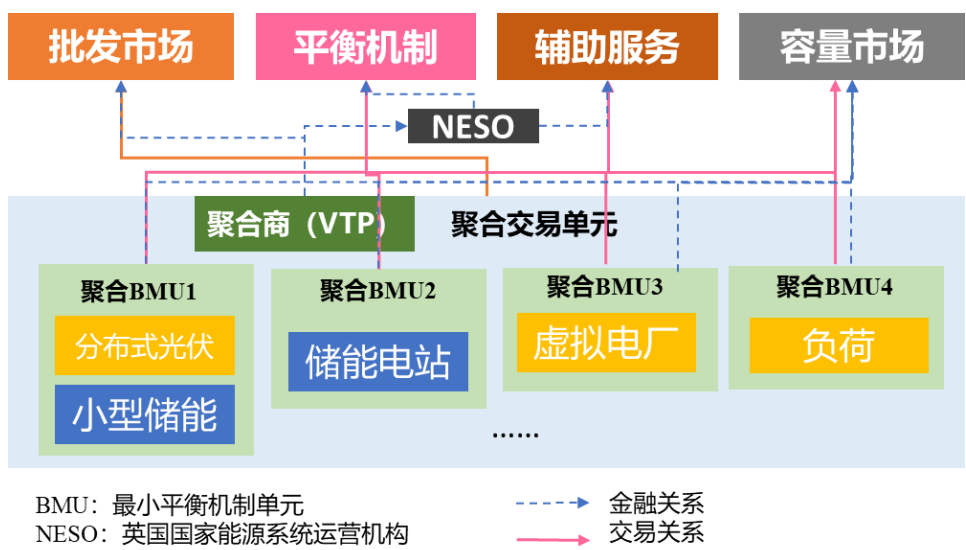 批发市场
平衡机制
辅助服务
容量市场
NESO
聚合商（VTP）
聚合交易单元
聚合BMU1
聚合BMU2
聚合BMU3
聚合BMU4
分布式光伏
储能电站
虚拟电厂
负荷
小型储能
……
BMU：最小平衡机制单元
金融关系
NESO：英国国家能源系统运营机构
交易关系